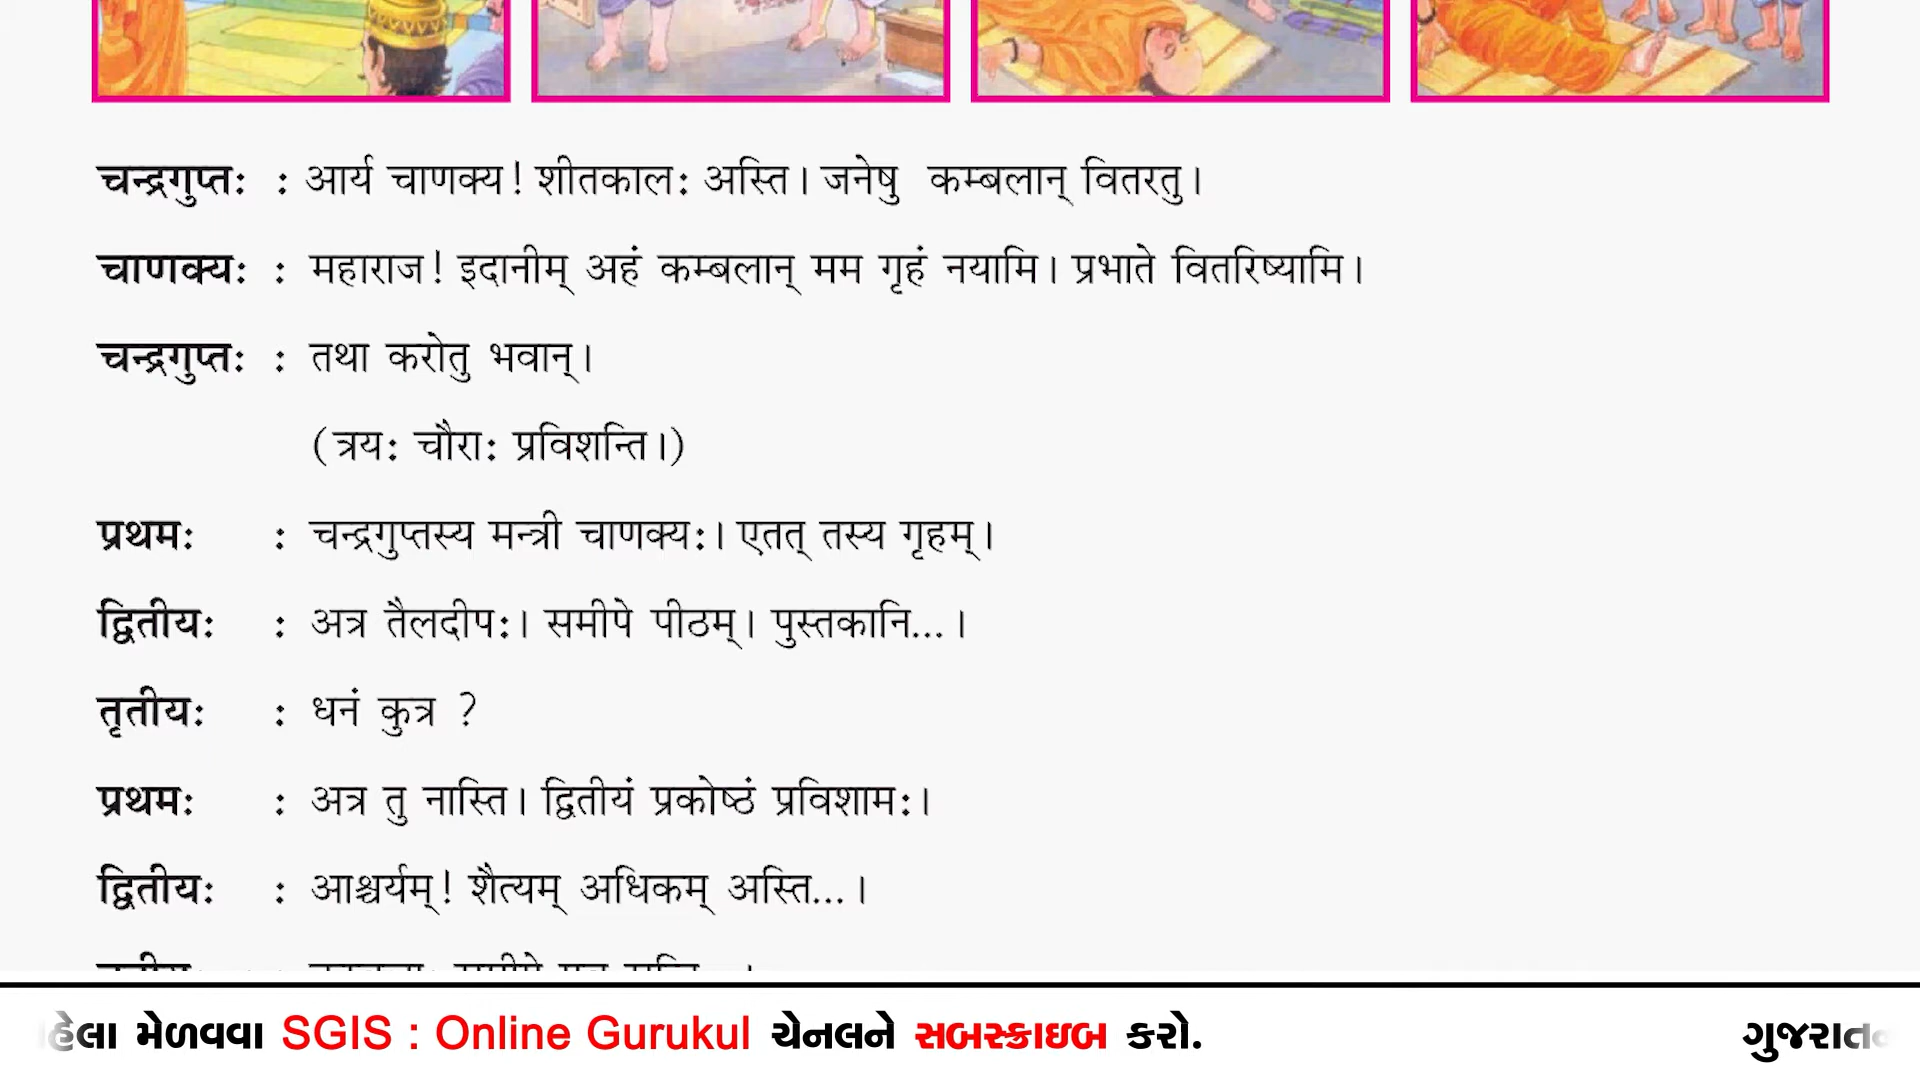 चन्द्रगुप्तः : आर्य चाणक्य! शीतकालः अस्ति। जनेषु कम्बलान् वितरतु।
चाणक्यः : महाराज! इदानीम् अहं कम्बलान् मम गृहं नयामि। प्रभाते वितरिष्यामि।
चन्द्रगुप्तः : तथा करोतु भवान्।
(त्रयः चौराः प्रविशन्ति।)
प्रथमः : चन्द्रगुप्तस्य मन्त्री चाणक्यः। एतत् तस्य गृहम्।
द्वितीयः : अत्र तैलदीपः। समीपे पीठम्। पुस्तकानि...।
तृतीयः : धनं कुत्र ?
प्रथमः : अत्र तु नास्ति। द्वितीयं प्रकोष्ठं प्रविशामः।
द्वितीयः : आश्चर्यम्! शैत्यम् अधिकम् अस्ति...।
મેળવવા SGIS : Online Gurukul ચેનલને સબસ્ક્રાઇબ કરો.